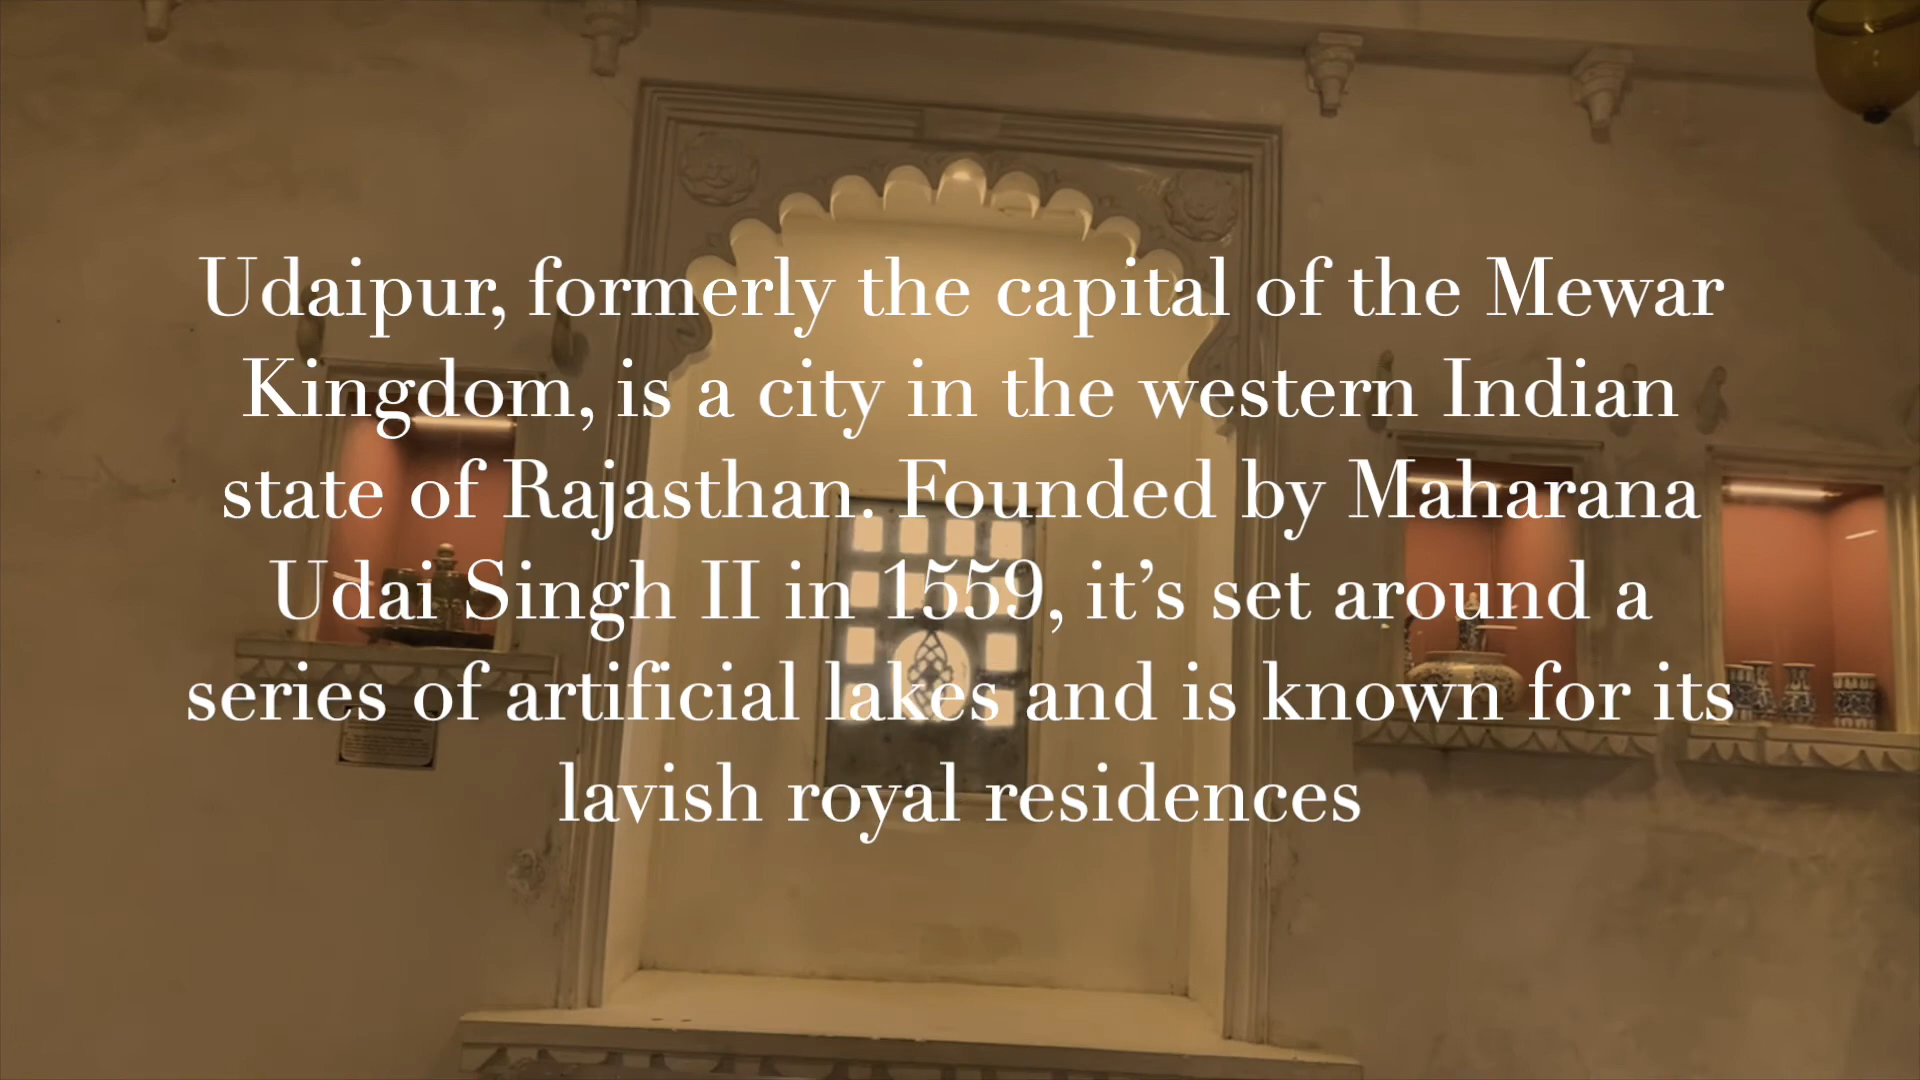 Udaipur, formerly the capital of the Mewar
Kingdom, is a city in the western Indian
state of Rajasthan. Founded by Maharana
Udai Singh II in 1559, it’s set around a
series of artificial lakes and is known for its
lavish royal residences